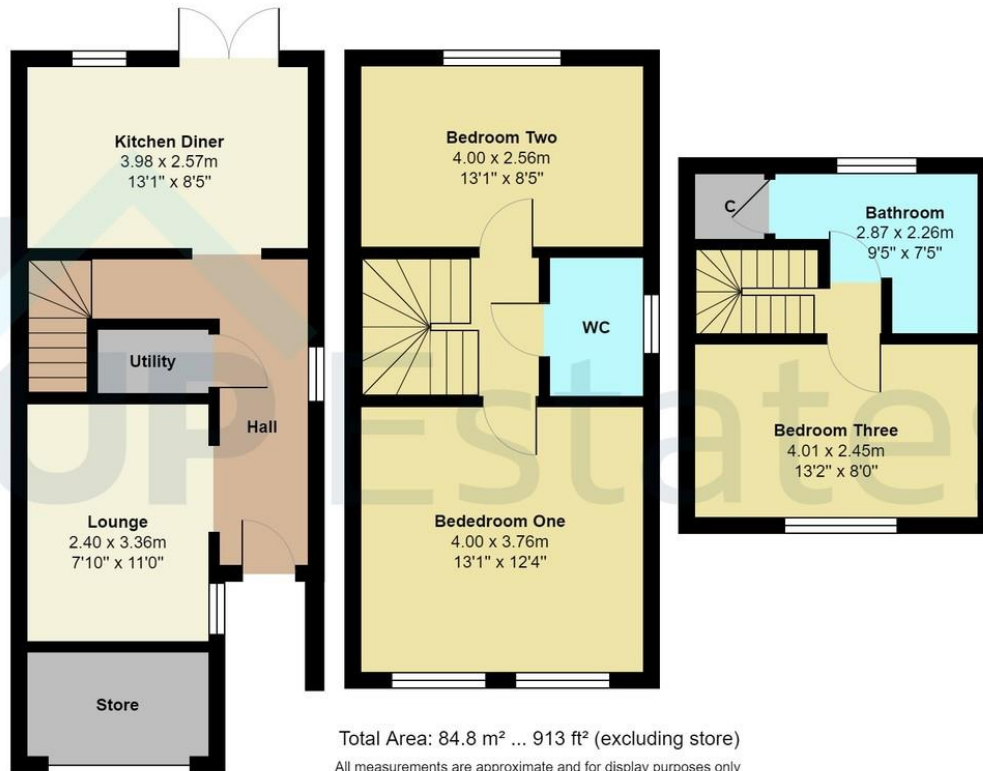 Kitchen Diner
3.98 x 2.57m
13'1" x 8'5"
Utility
Hall
Lounge
2.40 x 3.36m
7'10" x 11'0"
Store
Bedroom Two
4.00 x 2.56m
13'1" x 8'5"
WC
Bededroom One
4.00 x 3.76m
13'1" x 12'4"
C
Bathroom
2.87 x 2.26m
9'5" x 7'5"
Bedroom Three
4.01 x 2.45m
13'2" x 8'0"
UPEstates
Total Area: 84.8 m² ... 913 ft² (excluding store)
All measurements are approximate and for display purposes only